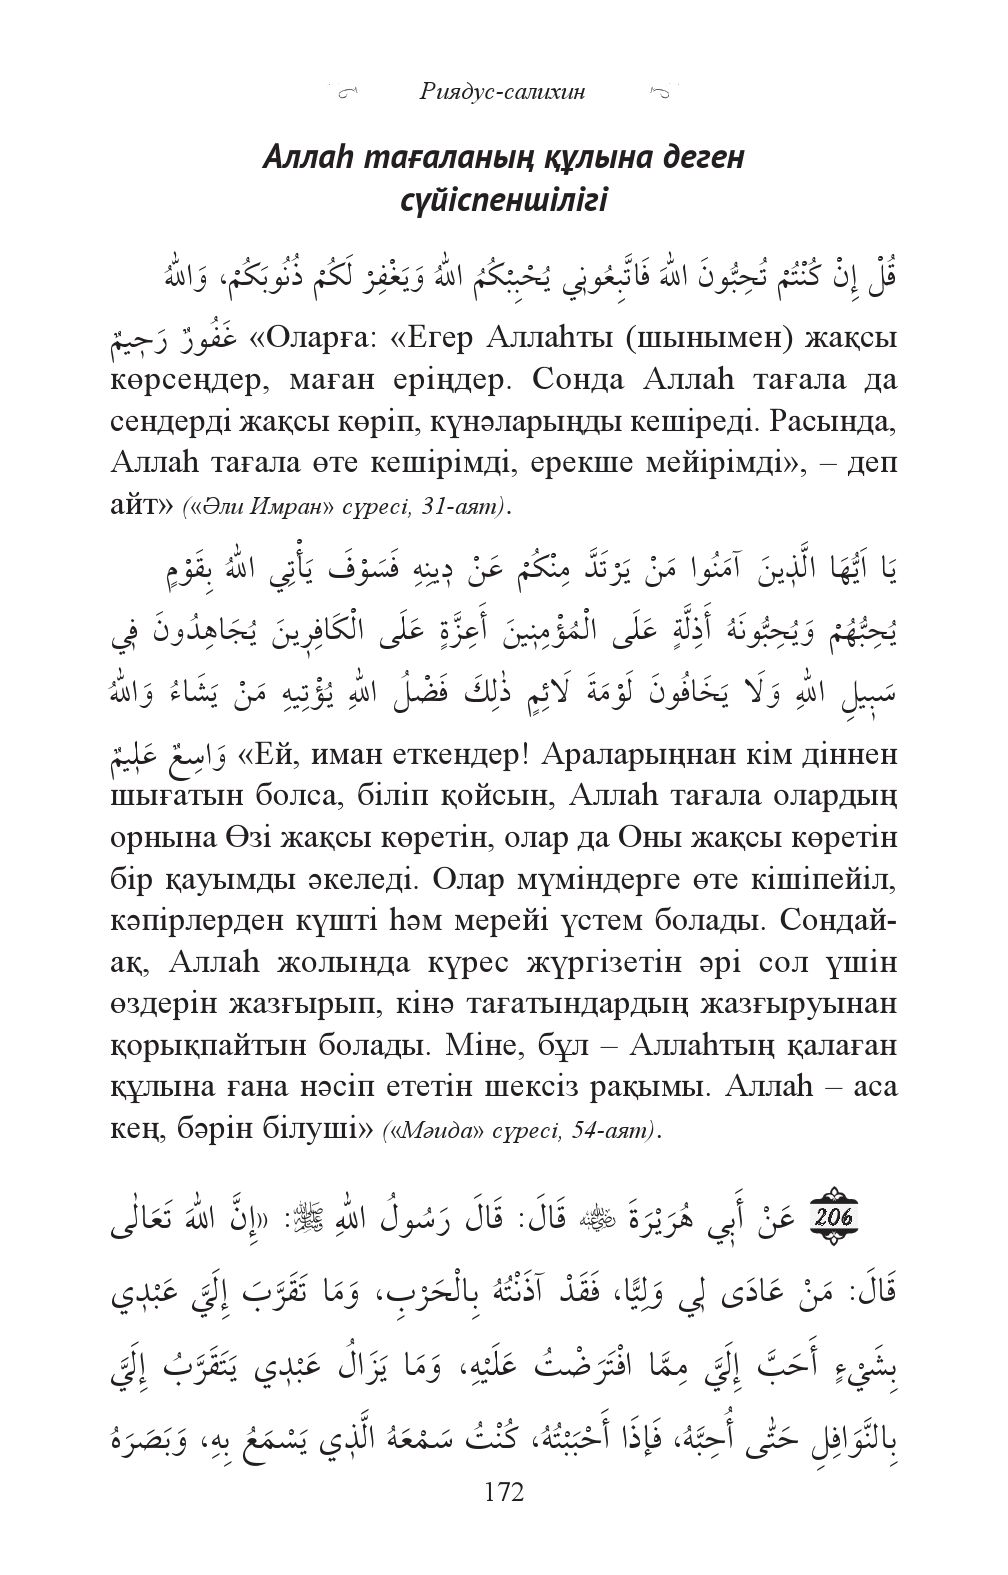 Риядус-салихин
Аллаһ тағаланың құлына деген
сүйіспеншілігі
قُلْ إِنْ كُنْتُمْ تُحِبُّونَ اللهَ فَاتَّبِعُونِي يُحْبِبْكُمُ اللهُ وَيَغْفِرْ لَكُمْ ذُنُوبَكُمْ، وَاللهُ
غَفُورٌ رَحِيمٌ «Оларға: «Егер Аллаһты (шынымен) жақсы
көрсеңдер, маған еріңдер. Сонда Аллаһ тағала да
сендерді жақсы көріп, күнәларыңды кешіреді. Расында,
Аллаһ тағала өте кешірімді, ерекше мейірімді», – деп
айт» («Әли Имран» сүресі, 31-аят).
يَا اَيُّهَا الَّذِينَ آمَنُوا مَنْ يَرْتَدَّ مِنْكُمْ عَنْ دِينِهِ فَسَوْفَ يَأْتِي اللهُ بِقَوْمٍ
يُحِبُّهُمْ وَيُحِبُّونَهُ أَذِلَّةٍ عَلَى الْمُؤْمِنِينَ أَعِزَّةٍ عَلَى الْكَافِرِينَ يُجَاهِدُونَ فِي
سَبِيلِ اللهِ وَلَا يَخَافُونَ لَوْمَةَ لَائِمٍ ذٰلِكَ فَضْلُ اللهِ يُؤْتِيهِ مَنْ يَشَاءُ وَاللهُ
وَاسِعٌ عَلِيمٌ «Ей, иман еткендер! Араларыңнан кім діннен
шығатын болса, біліп қойсын, Аллаһ тағала олардың
орнына Өзі жақсы көретін, олар да Оны жақсы көретін
бір қауымды әкеледі. Олар мүміндерге өте кішіпейіл,
кәпірлерден күшті һәм мерейі үстем болады. Сондай-
ақ, Аллаһ жолында күрес жүргізетін әрі сол үшін
өздерін жазғырып, кінә тағатындардың жазғыруынан
қорықпайтын болады. Міне, бұл – Аллаһтың қалаған
құлына ғана нәсіп ететін шексіз рақымы. Аллаһ – аса
кең, бәрін білуші» («Мәида» сүресі, 54-аят).
206 عَنْ أَبِي هُرَيْرَةَ رضي الله عنه قَالَ: قَالَ رَسُولُ اللهِ ﷺ: «إِنَّ اللهَ تَعَالٰى
قَالَ: مَنْ عَادَى لِي وَلِيًّا، فَقَدْ آذَنْتُهُ بِالْحَرْبِ، وَمَا تَقَرَّبَ إِلَيَّ عَبْدِي
بِشَيْءٍ أَحَبَّ إِلَيَّ مِمَّا افْتَرَضْتُ عَلَيْهِ، وَمَا يَزَالُ عَبْدِي يَتَقَرَّبُ إِلَيَّ
بِالنَّوَافِلِ حَتّٰى أُحِبَّهُ، فَإِذَا أَحْبَبْتُهُ، كُنْتُ سَمْعَهُ الَّذِي يَسْمَعُ بِهِ، وَبَصَرَهُ
172